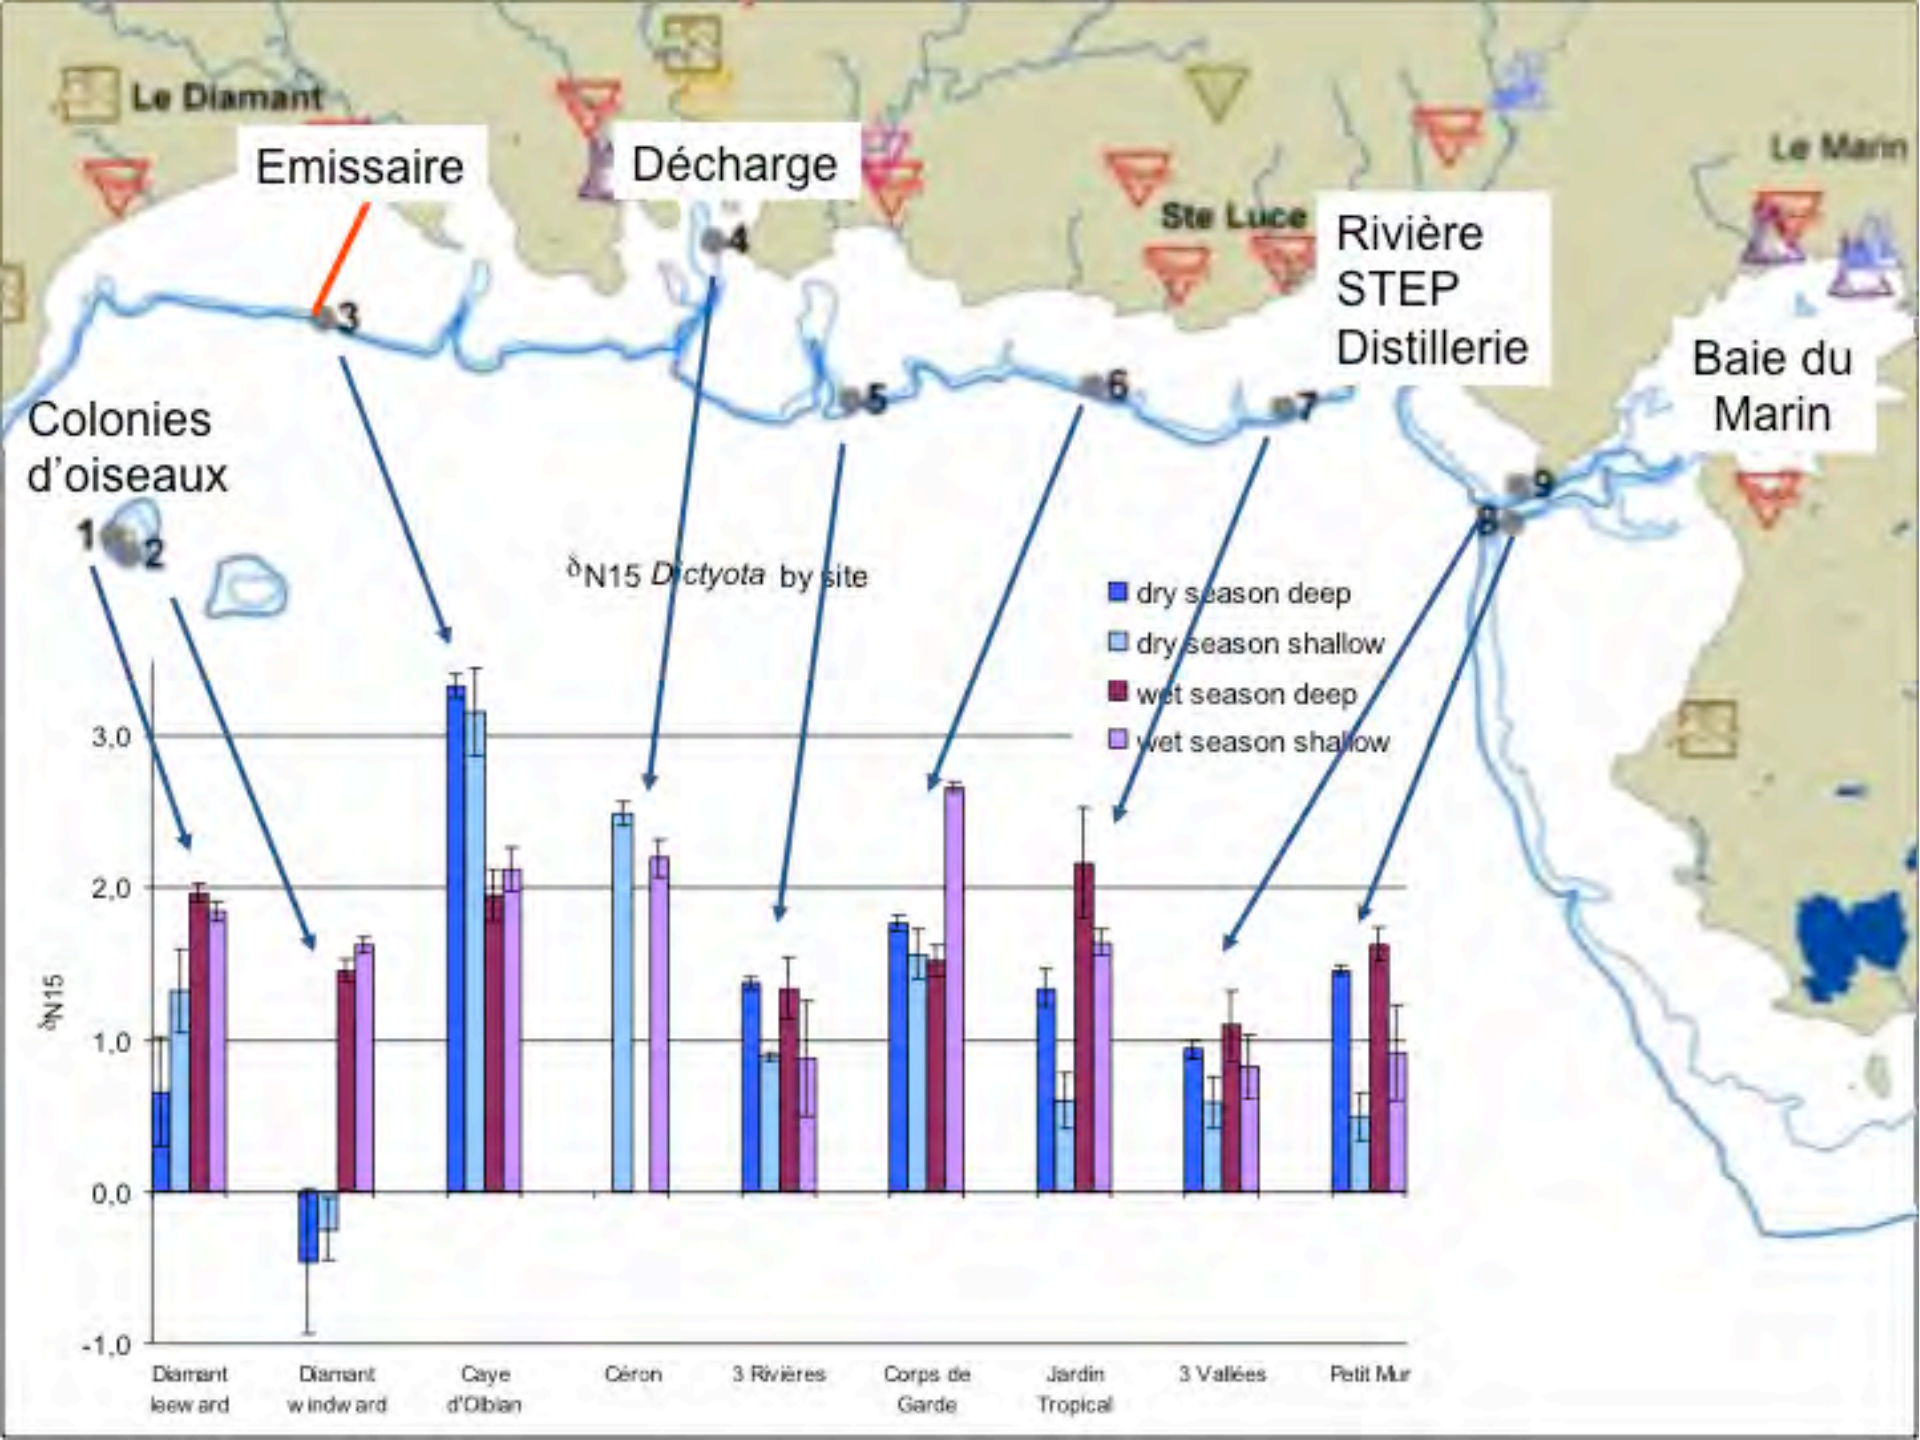 Le Diamant
Emissaire
Décharge
Le Marin
Ste Luce
Rivière
STEP
Distillerie
Baie du
Marin
Colonies
d'oiseaux
1
2
3
4
5
6
7
8
9
δN15 Dictyota by site
dry season deep
dry season shallow
wet season deep
wet season shallow
δN15
3,0
2,0
1,0
0,0
-1,0
Diamant
leeward
Diamant
windward
Caye
d'Olbian
Céron
3 Rivières
Corps de
Garde
Jardin
Tropical
3 Vallées
Petit Mur